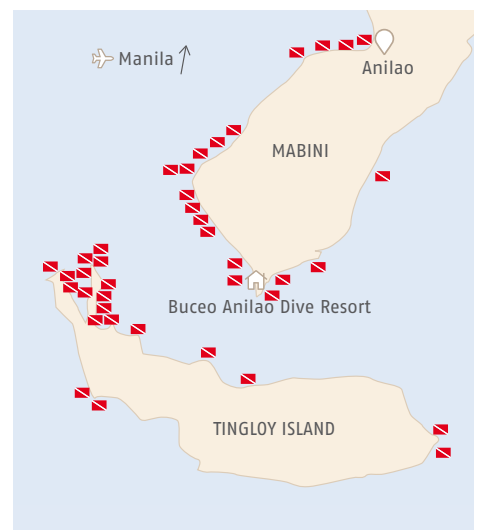 Manila
Anilao
MABINI
Buceo Anilao Dive Resort
TINGLOY ISLAND